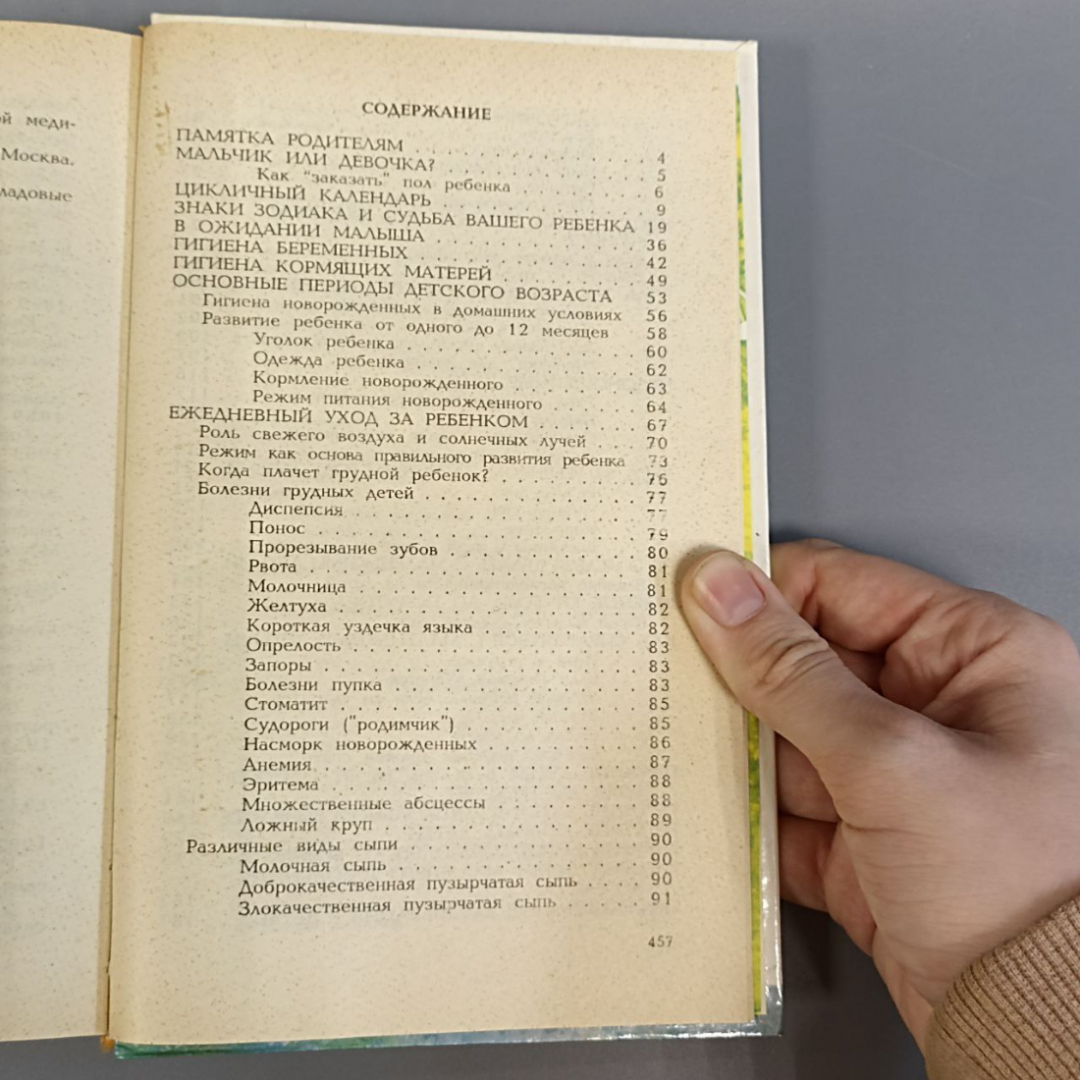 ой меди-
Москва.
ладовые
СОДЕРЖАНИЕ
ПАМЯТКА РОДИТЕЛЯМ . . . . . . . . . . . . . 4
МАЛЬЧИК ИЛИ ДЕВОЧКА? . . . . . . . . . . . . 5
Как "заказать" пол ребенка . . . . . . . . 6
ЦИКЛИЧНЫЙ КАЛЕНДАРЬ . . . . . . . . . . . . 9
ЗНАКИ ЗОДИАКА И СУДЬБА ВАШЕГО РЕБЕНКА 19
В ОЖИДАНИИ МАЛЫША . . . . . . . . . . . . 36
ГИГИЕНА БЕРЕМЕННЫХ . . . . . . . . . . . . 42
ГИГИЕНА КОРМЯЩИХ МАТЕРЕЙ . . . . . . . . 49
ОСНОВНЫЕ ПЕРИОДЫ ДЕТСКОГО ВОЗРАСТА 53
Гигиена новорожденных в домашних условиях 56
Развитие ребенка от одного до 12 месяцев 58
Уголок ребенка . . . . . . . . . . . . . 60
Одежда ребенка . . . . . . . . . . . . . 62
Кормление новорожденного . . . . . . . 63
Режим питания новорожденного . . . . . . 64
ЕЖЕДНЕВНЫЙ УХОД ЗА РЕБЕНКОМ . . . . . . 67
Роль свежего воздуха и солнечных лучей . . . 70
Режим как основа правильного развития ребенка 73
Когда плачет грудной ребенок? . . . . . . . . 76
Болезни грудных детей . . . . . . . . . . . . 77
Диспепсия . . . . . . . . . . . . . . . . 77
Понос . . . . . . . . . . . . . . . . . . 79
Прорезывание зубов . . . . . . . . . . . 80
Рвота . . . . . . . . . . . . . . . . . . 81
Молочница . . . . . . . . . . . . . . . . 81
Желтуха . . . . . . . . . . . . . . . . . 82
Короткая уздечка языка . . . . . . . . . 82
Опрелость . . . . . . . . . . . . . . . . 83
Запоры . . . . . . . . . . . . . . . . . 83
Болезни пупка . . . . . . . . . . . . . . 83
Стоматит . . . . . . . . . . . . . . . . 85
Судороги ("родимчик") . . . . . . . . . . 85
Насморк новорожденных . . . . . . . . . 86
Анемия . . . . . . . . . . . . . . . . . 87
Эритема . . . . . . . . . . . . . . . . . 88
Множественные абсцессы . . . . . . . . . 88
Ложный круп . . . . . . . . . . . . . . . 89
Различные виды сыпи . . . . . . . . . . . . . 90
Молочная сыпь . . . . . . . . . . . . . . 90
Доброкачественная пузырчатая сыпь . . . . 90
Злокачественная пузырчатая сыпь . . . . . 91
457